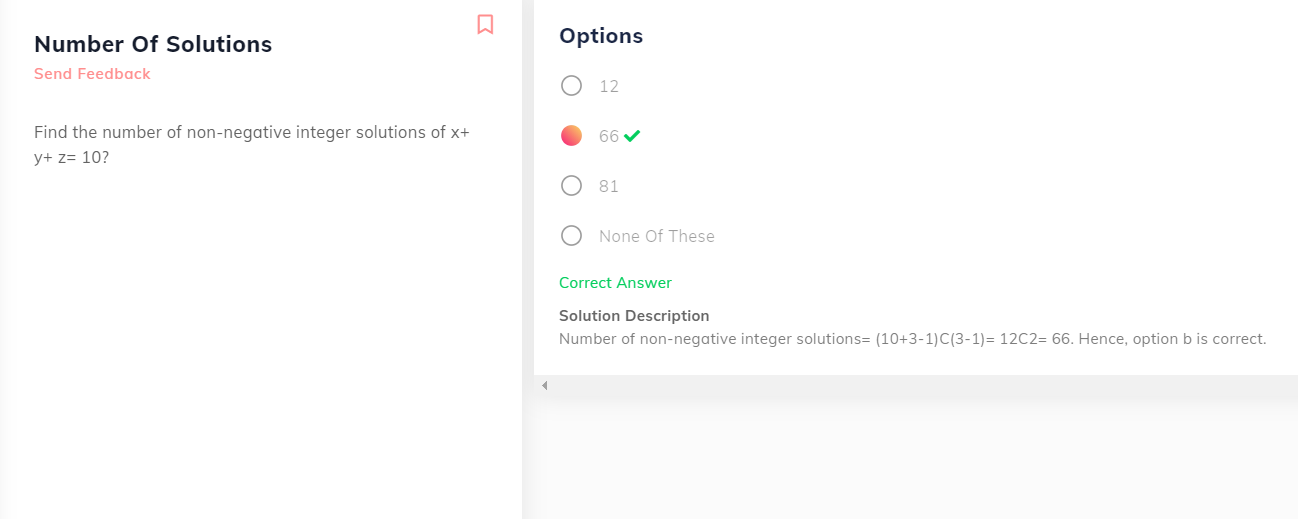 Number Of Solutions
Send Feedback
Find the number of non-negative integer solutions of x+
y+ z= 10?
Options
12
66
81
None Of These
Correct Answer
Solution Description
Number of non-negative integer solutions= (10+3-1)C(3-1)= 12C2= 66. Hence, option b is correct.